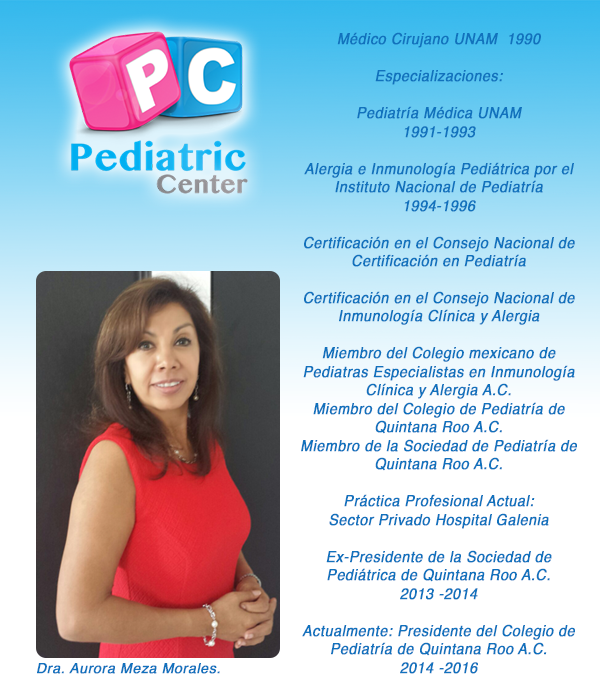 P C
Pediatric
Center
Médico Cirujano UNAM 1990
Especializaciones:
Pediatría Médica UNAM
1991-1993
Alergia e Inmunología Pediátrica por el
Instituto Nacional de Pediatría
1994-1996
Certificación en el Consejo Nacional de
Certificación en Pediatría
Certificación en el Consejo Nacional de
Inmunología Clínica y Alergia
Miembro del Colegio mexicano de
Pediatras Especialistas en Inmunología
Clínica y Alergia A.C.
Miembro del Colegio de Pediatría de
Quintana Roo A.C.
Miembro de la Sociedad de Pediatría de
Quintana Roo A.C.
Práctica Profesional Actual:
Sector Privado Hospital Galenia
Ex-Presidente de la Sociedad de
Pediátrica de Quintana Roo A.C.
2013 -2014
Actualmente: Presidente del Colegio de
Pediatría de Quintana Roo A.C.
2014 -2016
Dra. Aurora Meza Morales.